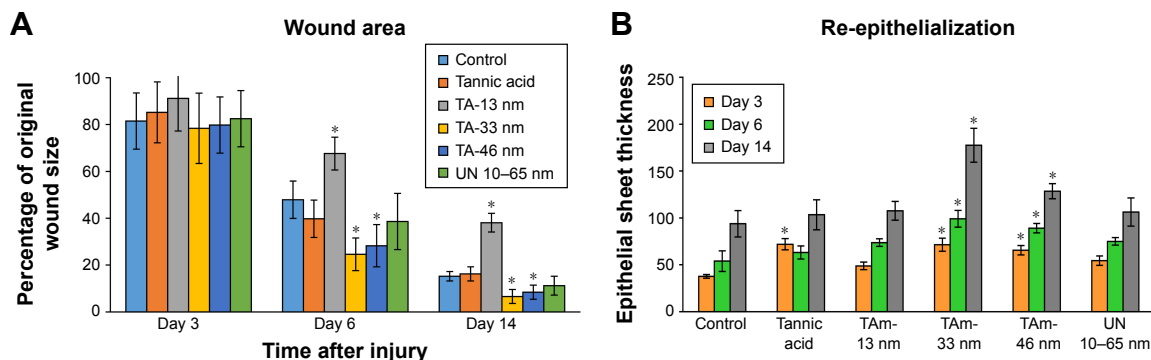 A
Wound area
Percentage of original
wound size
100
80
60
40
20
0
Control
Tannic acid
TA-13 nm
TA-33 nm
TA-46 nm
UN 10–65 nm
*
*
*
*
*
*
Day 3
Day 6
Day 14
Time after injury
B
Re-epithelialization
Epithelial sheet thickness
250
200
150
100
50
0
Day 3
Day 6
Day 14
*
*
*
*
*
*
*
Control
Tannic
acid
TAm-
13 nm
TAm-
33 nm
TAm-
46 nm
UN
10–65 nm